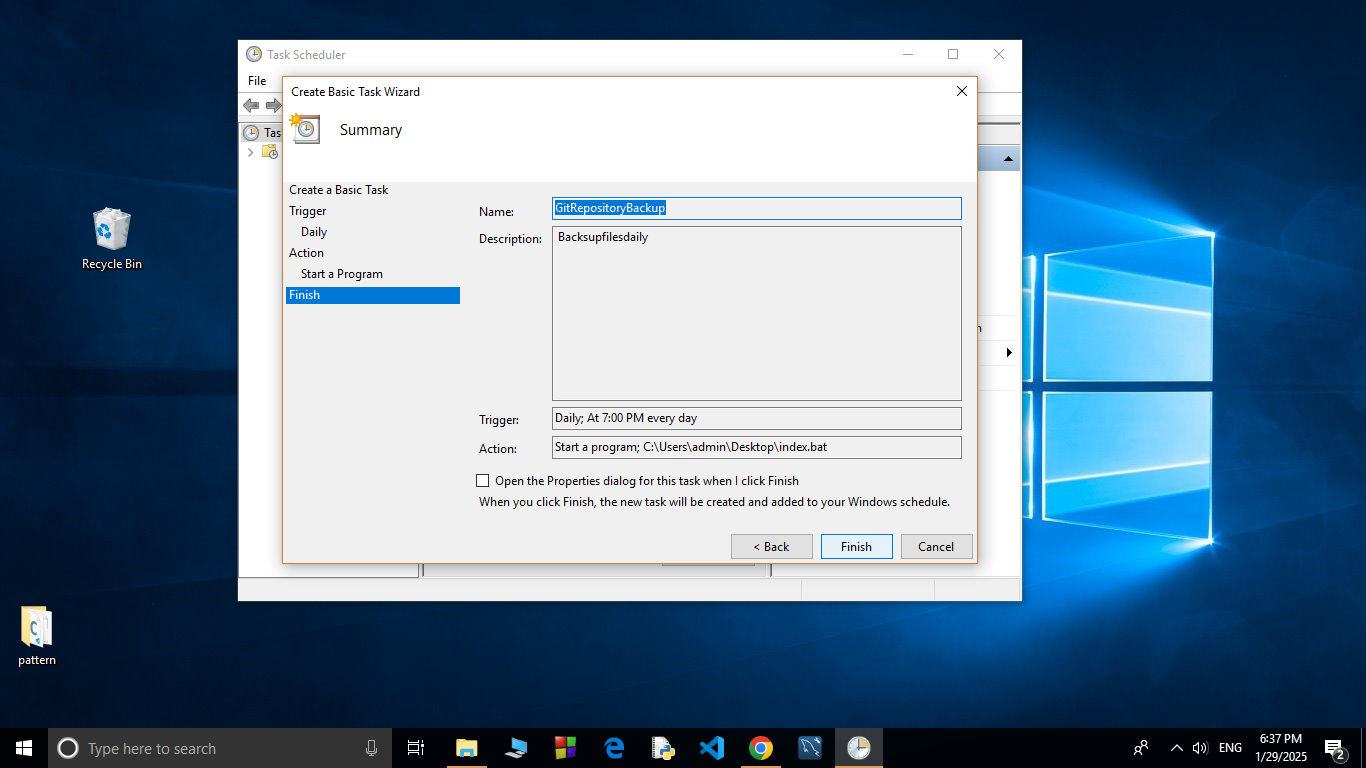 Task Scheduler
File
Create Basic Task Wizard
Summary
Create a Basic Task
Trigger
Daily
Action
Start a Program
Finish
Name:
GitRepositoryBackup
Description:
Backsupfilesdaily
Trigger:
Daily; At 7:00 PM every day
Action:
Start a program; C:\Users\admin\Desktop\index.bat
Open the Properties dialog for this task when I click Finish
When you click Finish, the new task will be created and added to your Windows schedule.
< Back
Finish
Cancel
Recycle Bin
pattern
Type here to search
ENG
6:37 PM
1/29/2025
2